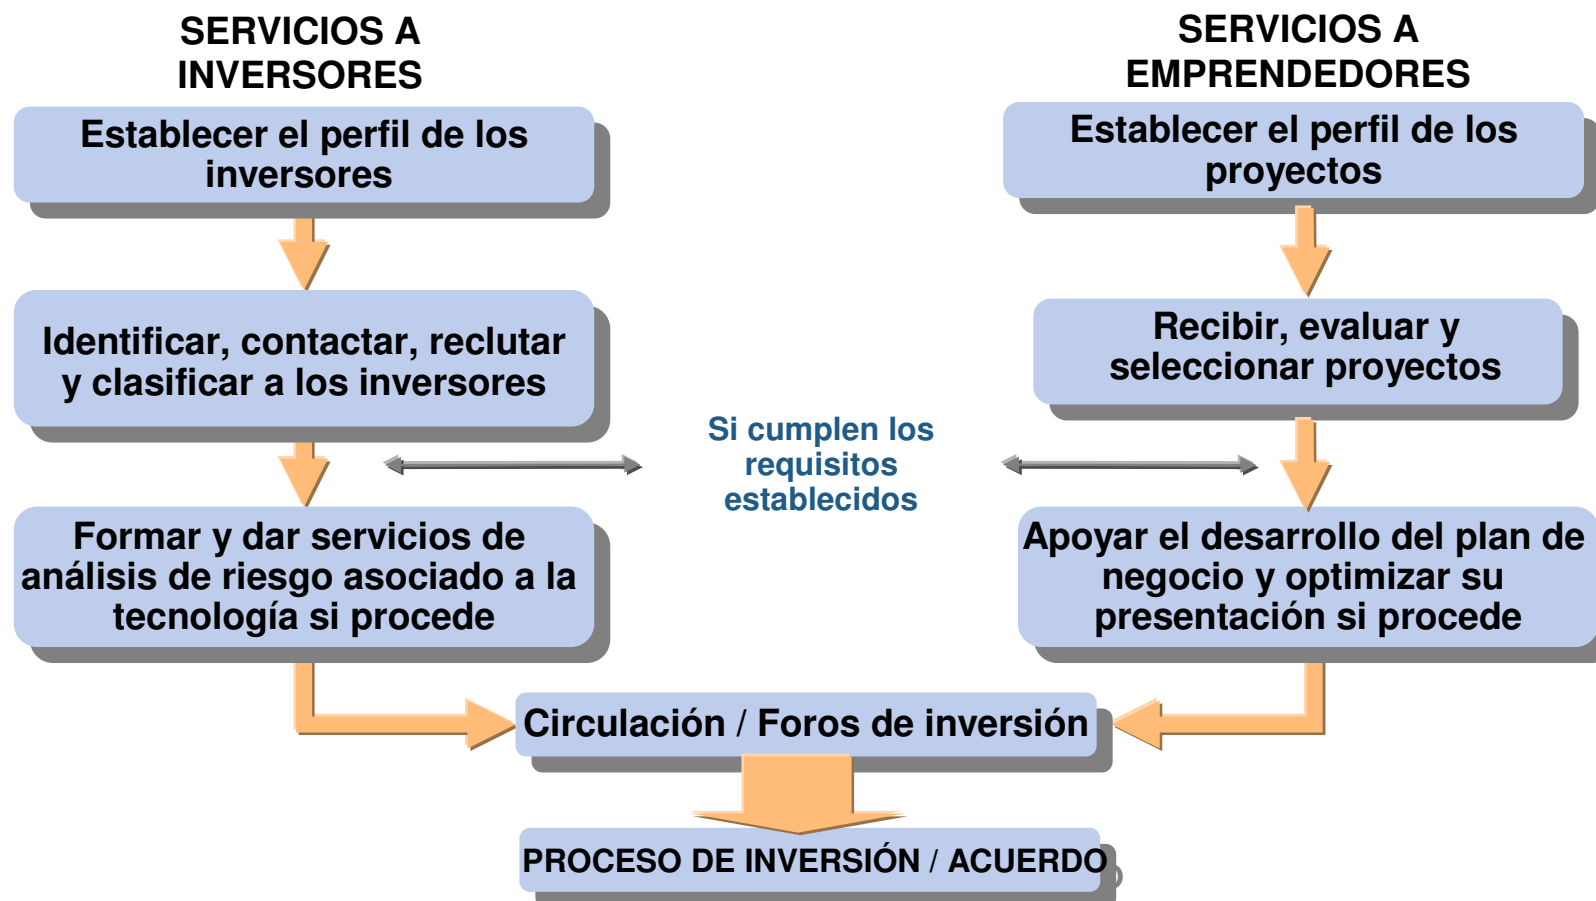 SERVICIOS A
INVERSORES
Establecer el perfil de los
inversores
Identificar, contactar, reclutar
y clasificar a los inversores
Formar y dar servicios de
análisis de riesgo asociado a la
tecnología si procede
SERVICIOS A
EMPRENDEDORES
Establecer el perfil de los
proyectos
Recibir, evaluar y
seleccionar proyectos
Apoyar el desarrollo del plan de
negocio y optimizar su
presentación si procede
Si cumplen los
requisitos
establecidos
Circulación / Foros de inversión
PROCESO DE INVERSIÓN / ACUERDO